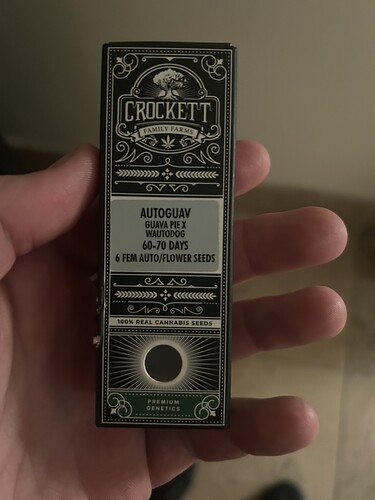 CROCKETT
FAMILY FARMS
AUTOGUAV
GUAVA PIE X
WAUTODOG
60-70 DAYS
6 FEM AUTO/FLOWER SEEDS
100% REAL CANNABIS SEEDS
PREMIUM
GENETICS